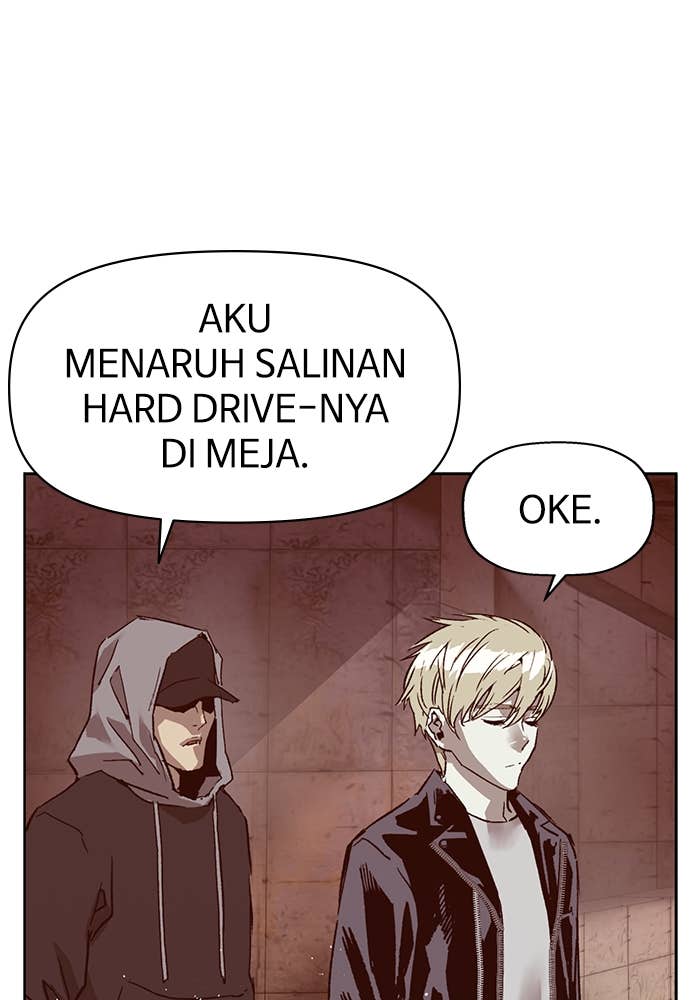 AKU
MENARUH SALINAN
HARD DRIVE-NYA
DI MEJA.
OKE.